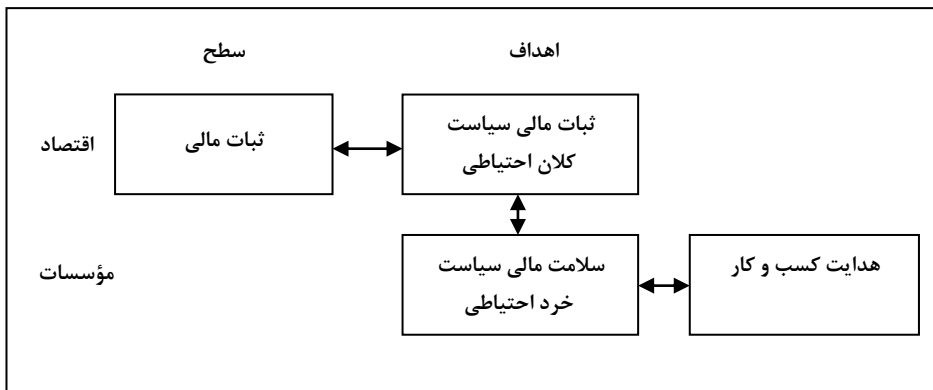 اهداف
سطح
ثبات مالی سیاست
کلان احتیاطی
ثبات مالی
اقتصاد
هدایت کسب و کار
سلامت مالی سیاست
خرد احتیاطی
مؤسسات